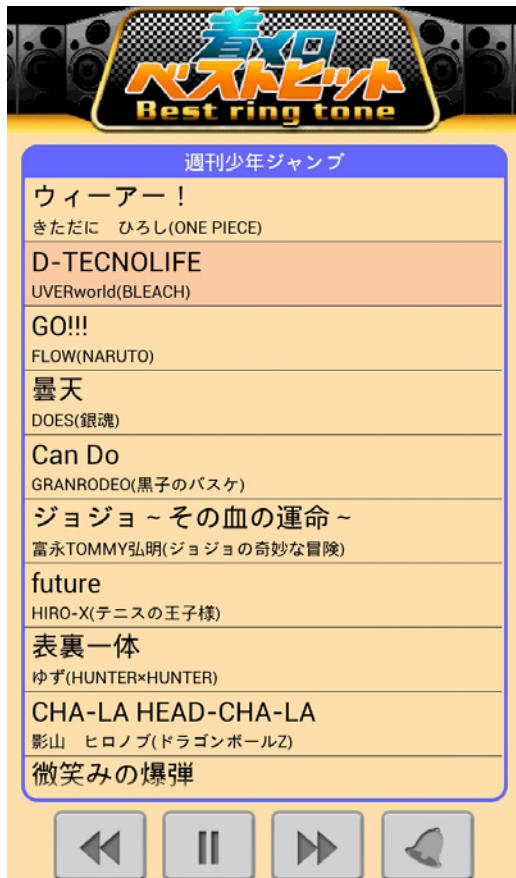 着メロ
ベストヒット
Best ring tone
週刊少年ジャンプ
ウィーアー！
きただに　ひろし(ONE PIECE)
D-TECNOLIFE
UVERworld(BLEACH)
GO!!!
FLOW(NARUTO)
曇天
DOES(銀魂)
Can Do
GRANRODEO(黒子のバスケ)
ジョジョ～その血の運命～
富永TOMMY弘明(ジョジョの奇妙な冒険)
future
HIRO-X(テニスの王子様)
表裏一体
ゆず(HUNTER×HUNTER)
CHA-LA HEAD-CHA-LA
影山　ヒロノブ(ドラゴンボールZ)
微笑みの爆弾